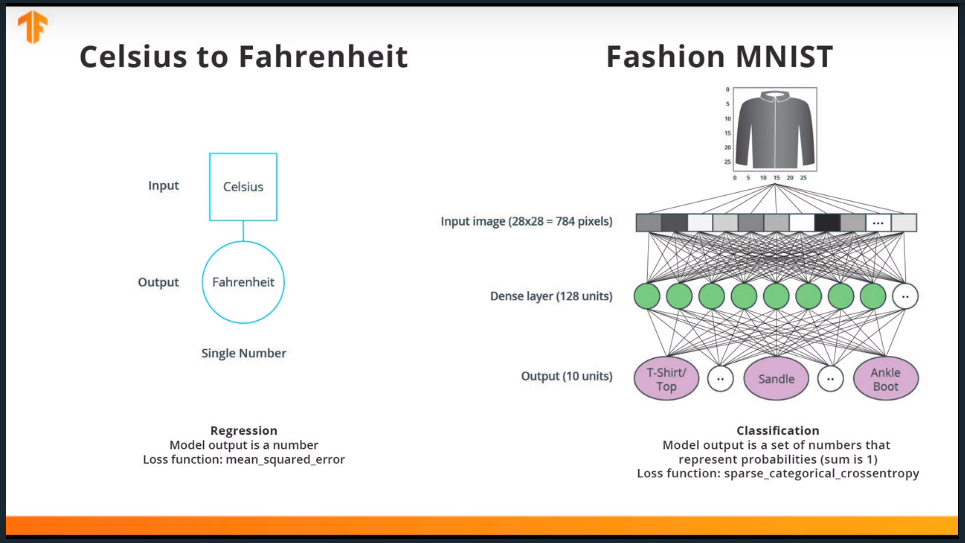 Celsius to Fahrenheit
Input
Celsius
Output
Fahrenheit
Single Number
Regression
Model output is a number
Loss function: mean_squared_error
Fashion MNIST
0
5
10
15
20
25
0 5 10 15 20 25
Input image (28x28 = 784 pixels)
...
Dense layer (128 units)
..
Output (10 units)
T-Shirt/
Top
..
Sandle
..
Ankle
Boot
Classification
Model output is a set of numbers that
represent probabilities (sum is 1)
Loss function: sparse_categorical_crossentropy